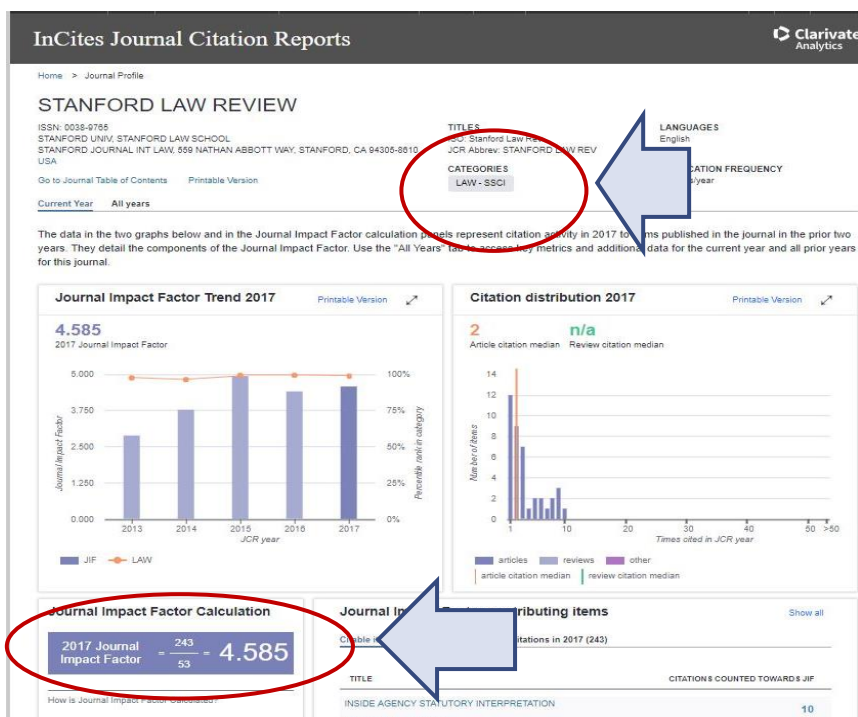 InCites Journal Citation Reports
Clarivate
Analytics
Home > Journal Profile
STANFORD LAW REVIEW
ISSN: 0038-9765
STANFORD UNIV, STANFORD LAW SCHOOL
STANFORD JOURNAL INT LAW, 559 NATHAN ABBOTT WAY, STANFORD, CA 94305-8610
USA
Go to Journal Table of Contents Printable Version
TITLES
ISO: Stanford Law
JCR Abbrev: STANFORD LAW REV
CATEGORIES
LAW - SSCI
LANGUAGES
English
FREQUENCY
/year
Current Year All years
The data in the two graphs below and in the Journal Impact Factor calculation panels represent citation activity in 2017 to items published in the journal in the prior two
years. They detail the components of the Journal Impact Factor. Use the "All Years" tab to access key metrics and additional data for the current year and all prior years
for this journal.
Journal Impact Factor Trend 2017 Printable Version
4.585
2017 Journal Impact Factor
5.000
3.750
2.500
1.250
0.000
Journal Impact Factor
100%
75%
50%
25%
0%
Percentile rank in category
2013 2014 2015 2016 2017
JCR year
JIF LAW
Citation distribution 2017 Printable Version
2 n/a
Article citation median Review citation median
14
12
10
8
6
4
2
0
Number of items
1 10 20 30 40 50 >50
Times cited in JCR year
articles reviews other
article citation median review citation median
Journal Impact Factor Calculation
2017 Journal
Impact Factor = 243 / 53 = 4.585
How is Journal Impact Factor Calculated?
Journal
Show all
in 2017 (243)
TITLE CITATIONS COUNTED TOWARDS JIF
INSIDE AGENCY STATUTORY INTERPRETATION 10